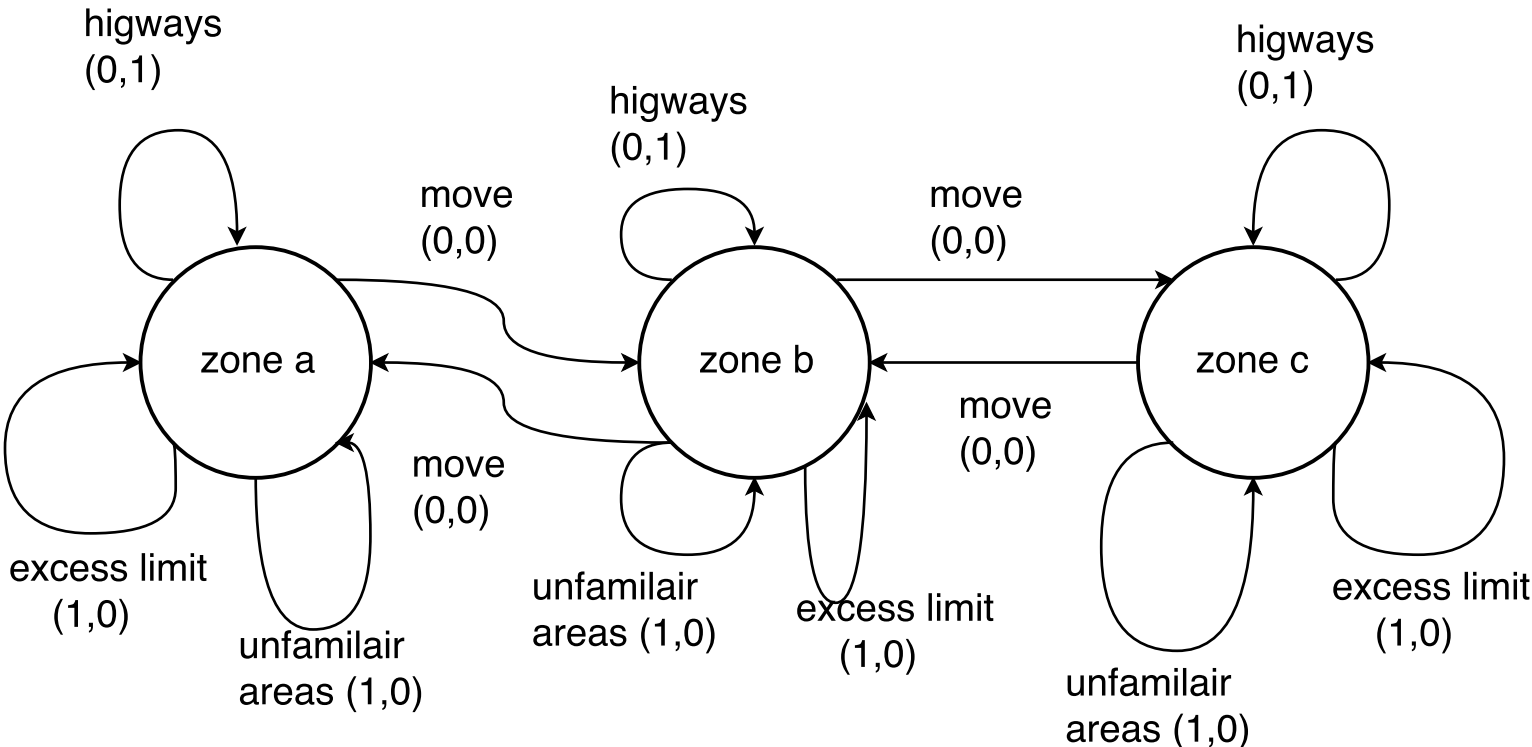 higways
(0,1)
higways
(0,1)
higways
(0,1)
move
(0,0)
move
(0,0)
zone a
zone b
zone c
move
(0,0)
move
(0,0)
excess limit
(1,0)
unfamilair
areas (1,0)
unfamilair
areas (1,0)
excess limit
(1,0)
excess limit
(1,0)
unfamilair
areas (1,0)